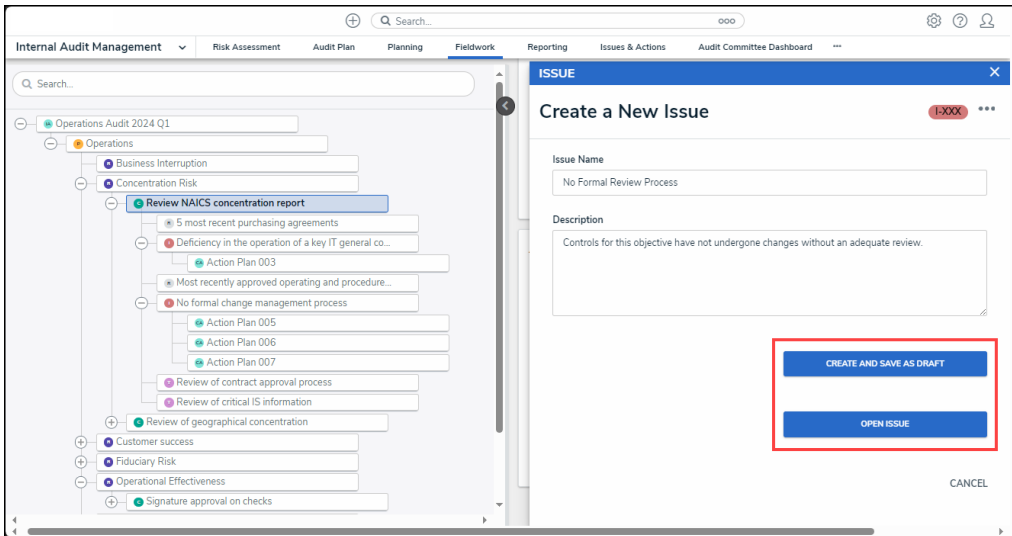 Search...
Internal Audit Management
Risk Assessment
Audit Plan
Planning
Fieldwork
Reporting
Issues & Actions
Audit Committee Dashboard
Search...
IA Operations Audit 2024 Q1
P Operations
R Business Interruption
R Concentration Risk
C Review NAICS concentration report
R 5 most recent purchasing agreements
I Deficiency in the operation of a key IT general co...
CA Action Plan 003
R Most recently approved operating and procedure...
I No formal change management process
CA Action Plan 005
CA Action Plan 006
CA Action Plan 007
Review of contract approval process
Review of critical IS information
C Review of geographical concentration
R Customer success
R Fiduciary Risk
R Operational Effectiveness
C Signature approval on checks
ISSUE
Create a New Issue
I-XXX
Issue Name
No Formal Review Process
Description
Controls for this objective have not undergone changes without an adequate review.
CREATE AND SAVE AS DRAFT
OPEN ISSUE
CANCEL